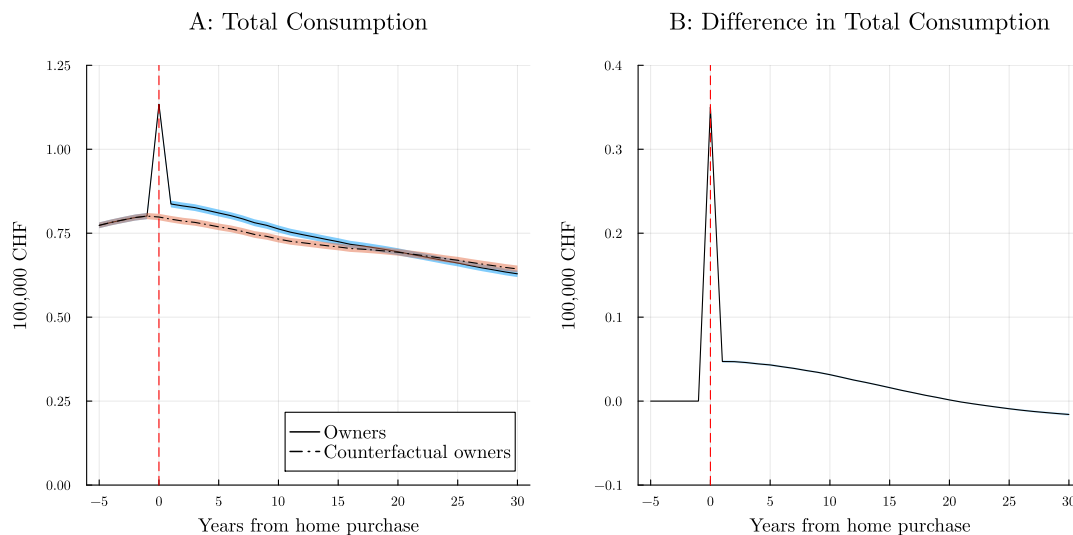 A: Total Consumption
100,000 CHF
1.25
1.00
0.75
0.50
0.25
0.00
Owners
Counterfactual owners
−5 0 5 10 15 20 25 30
Years from home purchase
B: Difference in Total Consumption
100,000 CHF
0.4
0.3
0.2
0.1
0.0
−0.1
−5 0 5 10 15 20 25 30
Years from home purchase